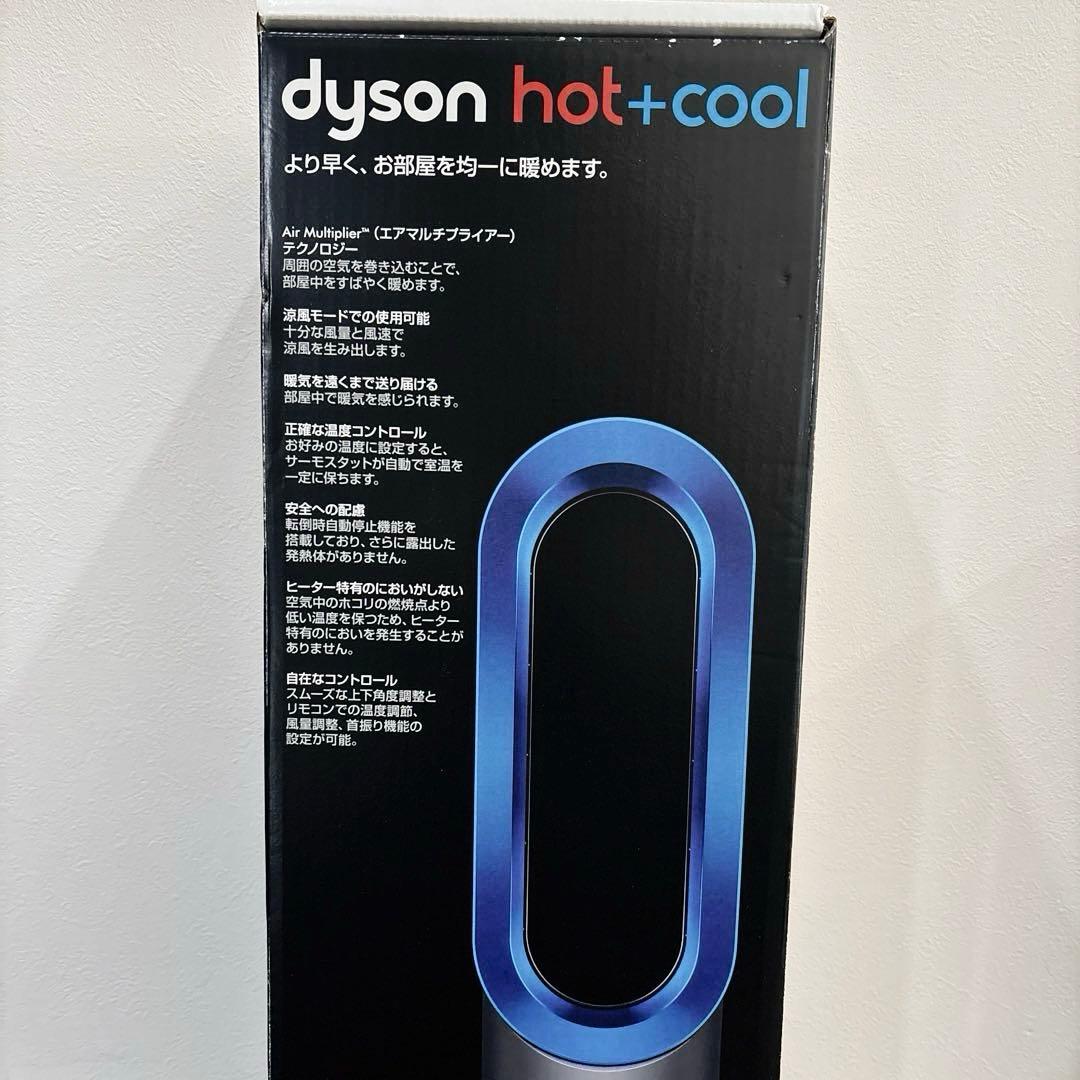 dyson hot+cool
より早く、お部屋を均一に暖めます。
Air Multiplier™（エアマルチプライアー）
テクノロジー
周囲の空気を巻き込むことで、
部屋中をすばやく暖めます。
涼風モードでの使用可能
十分な風量と風速で
涼風を生み出します。
暖気を遠くまで送り届ける
部屋中で暖気を感じられます。
正確な温度コントロール
お好みの温度に設定すると、
サーモスタットが自動で室温を
一定に保ちます。
安全への配慮
転倒時自動停止機能を
搭載しており、さらに露出した
発熱体がありません。
ヒーター特有のにおいがしない
空気中のホコリの燃焼点より
低い温度を保つため、ヒーター
特有のにおいを発生することが
ありません。
自在なコントロール
スムーズな上下角度調整と
リモコンでの温度調節、
風量調整、首振り機能の
設定が可能。